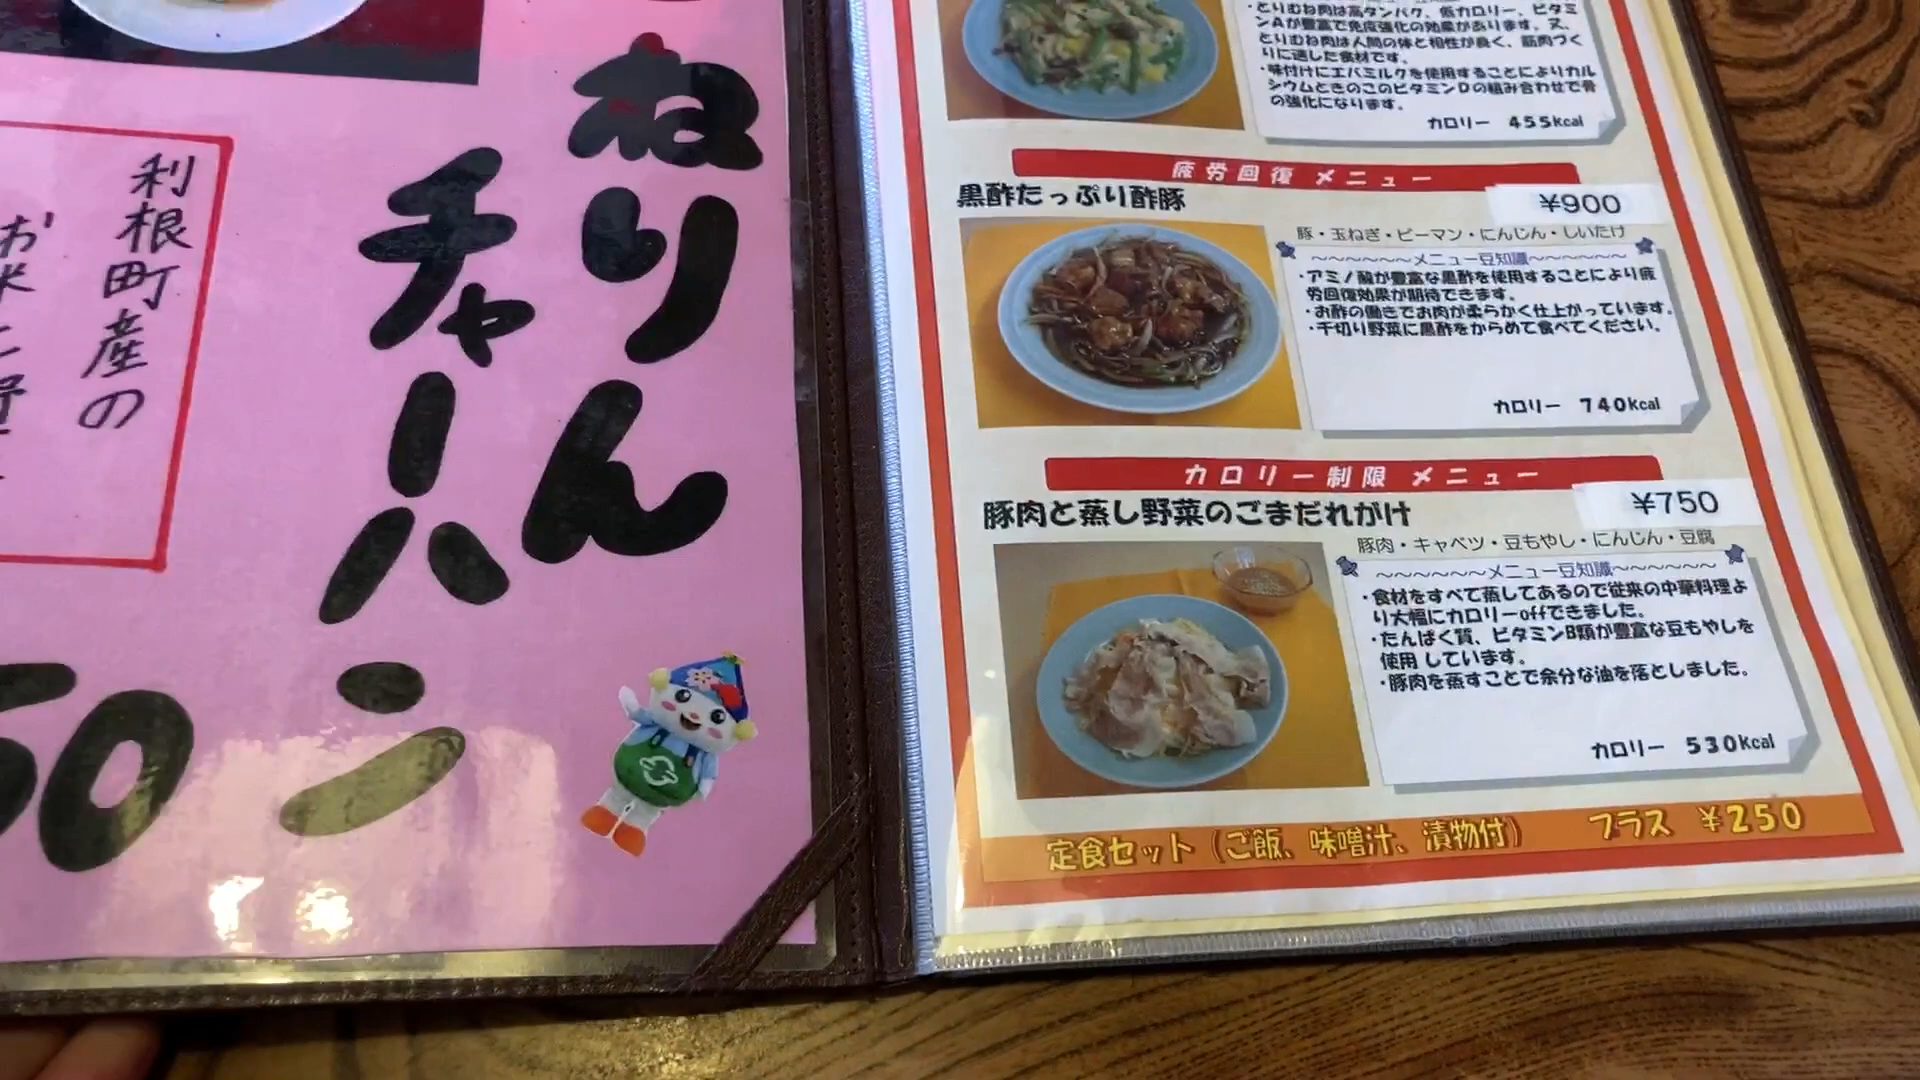 ねりん
チャーハン
利根町産の
50
・とりむね肉は高タンパク、低カロリー、ビタミ
ンAが豊富で免疫強化の効果があります。又、
とりむね肉は人間の体と相性が良く、筋肉づく
りに適した食材です。
・味付けにエバミルクを使用することによりカル
シウムときのこのビタミンDの組み合わせで骨
の強化になります。
カロリー 455kcal
疲労回復 メニュー
黒酢たっぷり酢豚
¥900
豚・玉ねぎ・ピーマン・にんじん・しいたけ
～～～～～～メニュー豆知識～～～～～～
・アミノ酸が豊富な黒酢を使用することにより疲
労回復効果が期待できます。
・お酢の働きでお肉が柔らかく仕上がっています。
・千切り野菜に黒酢をからめて食べてください。
カロリー 740kcal
カロリー制限 メニュー
豚肉と蒸し野菜のごまだれがけ
¥750
豚肉・キャベツ・豆もやし・にんじん・豆腐
～～～～～～メニュー豆知識～～～～～～
・食材をすべて蒸してあるので従来の中華料理よ
り大幅にカロリーoffできました。
・たんぱく質、ビタミンB類が豊富な豆もやしを
使用 しています。
・豚肉を蒸すことで余分な油を落としました。
カロリー 530kcal
定食セット（ご飯、味噌汁、漬物付） プラス ¥250